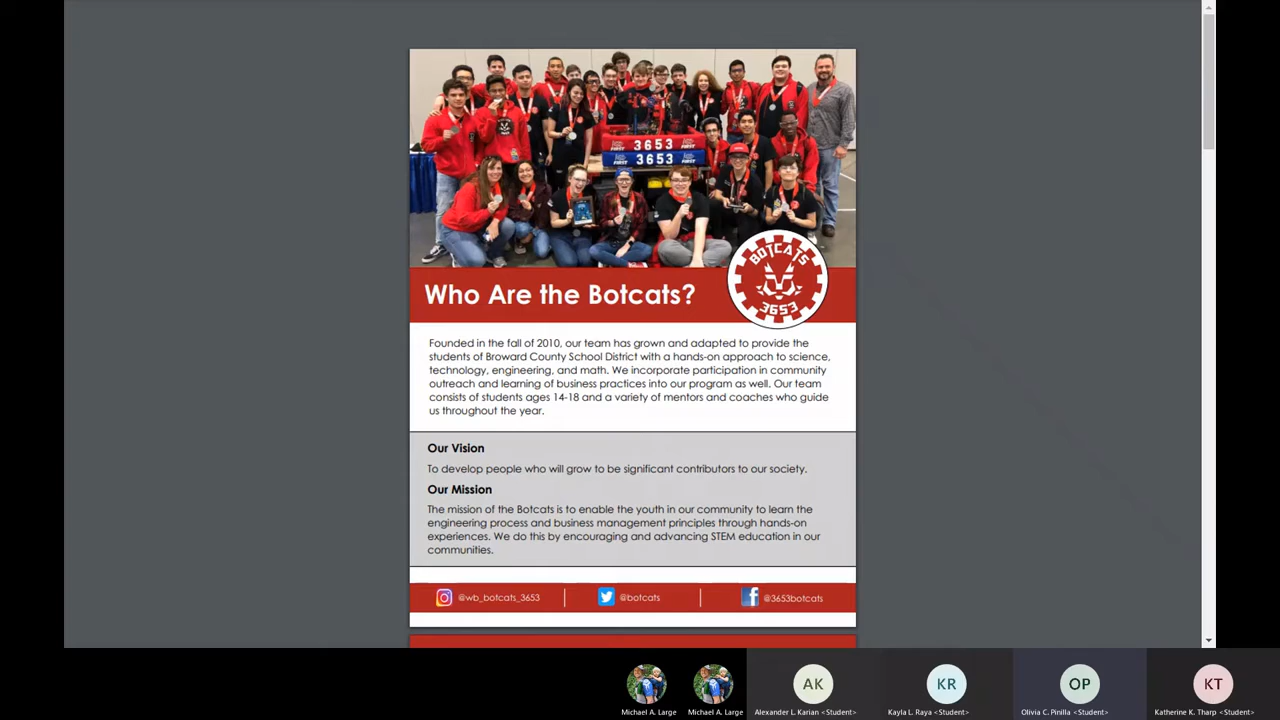 3653
FIRST 3653 FIRST
BOTCATS
3653
Who Are the Botcats?
Founded in the fall of 2010, our team has grown and adapted to provide the
students of Broward County School District with a hands-on approach to science,
technology, engineering, and math. We incorporate participation in community
outreach and learning of business practices into our program as well. Our team
consists of students ages 14-18 and a variety of mentors and coaches who guide
us throughout the year.
Our Vision
To develop people who will grow to be significant contributors to our society.
Our Mission
The mission of the Botcats is to enable the youth in our community to learn the
engineering process and business management principles through hands-on
experiences. We do this by encouraging and advancing STEM education in our
communities.
@wb_botcats_3653 @botcats @3653botcats
AK KR OP KT
Michael A. Large Michael A. Large Alexander L. Karian <Student> Kayla L. Raya <Student> Olivia C. Pinilla <Student> Katherine K. Tharp <Student>